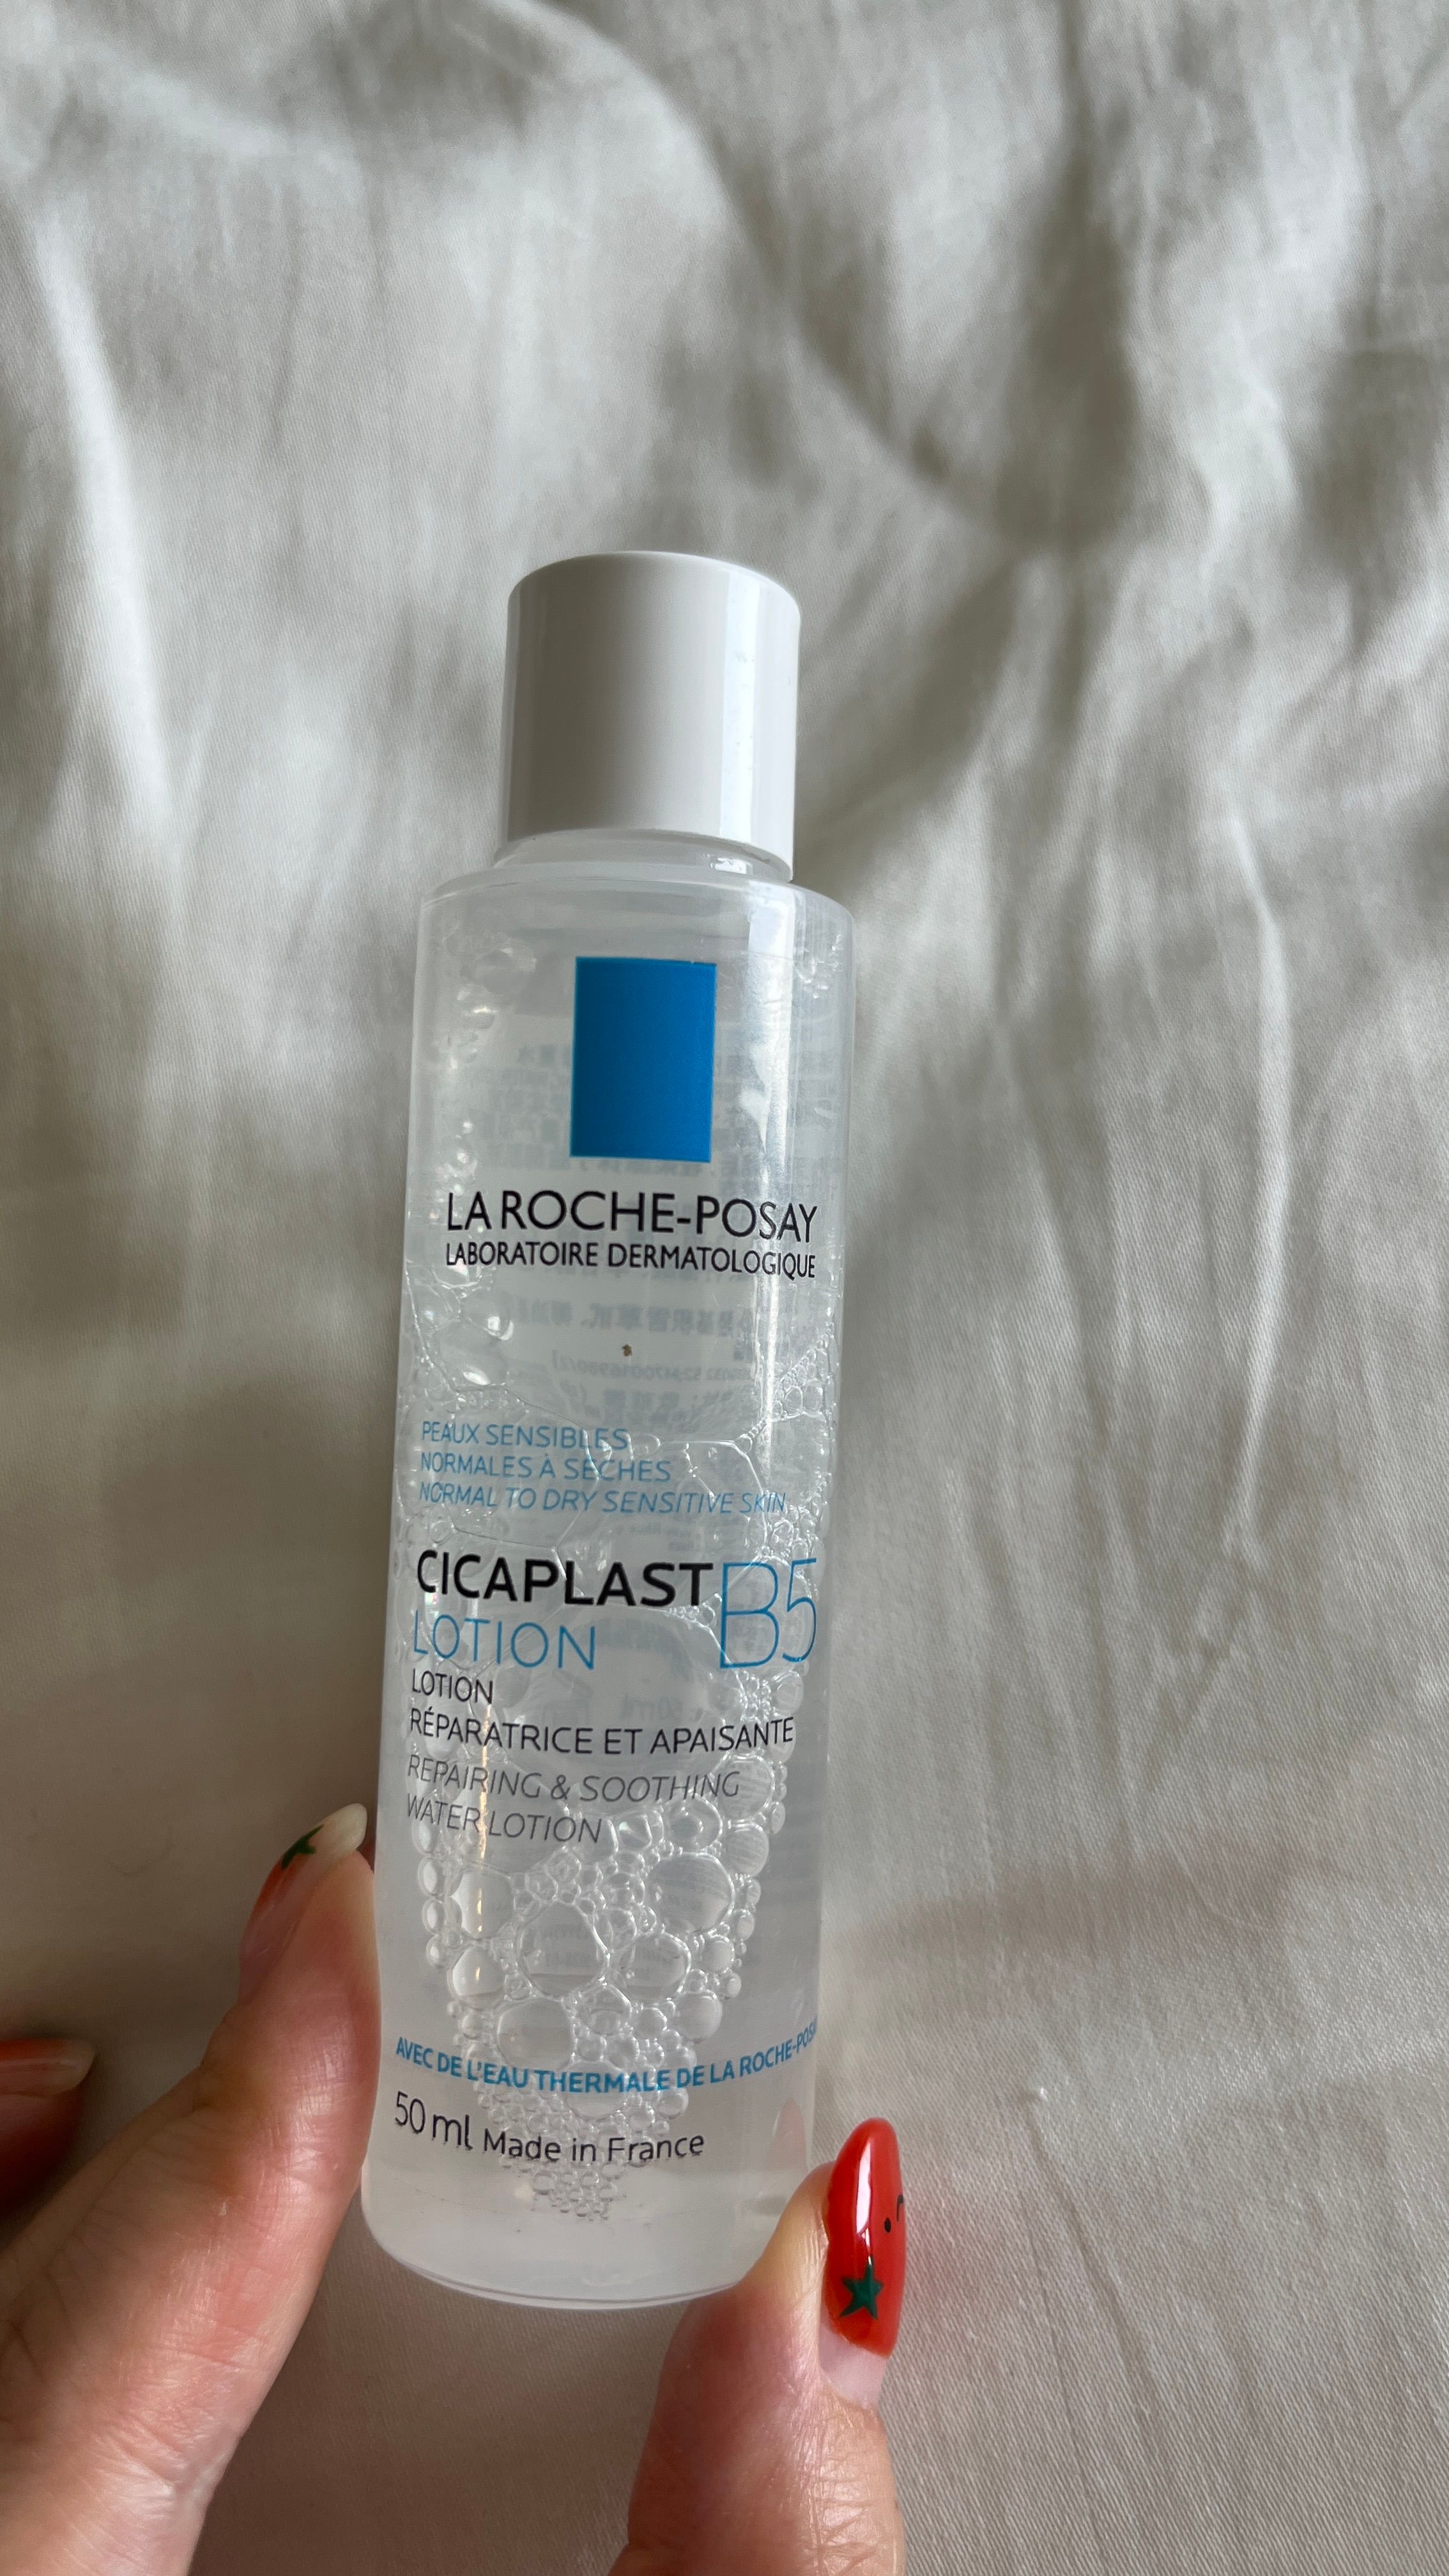 LA ROCHE-POSAY
LABORATOIRE DERMATOLOGIQUE
PEAUX SENSIBLES
NORMALES À SÈCHES
NORMAL TO DRY SENSITIVE SKIN
CICAPLAST B5
LOTION
LOTION
RÉPARATRICE ET APAISANTE
REPAIRING & SOOTHING
WATER LOTION
AVEC DE L'EAU THERMALE DE LA ROCHE-POSA
50 ml Made in France